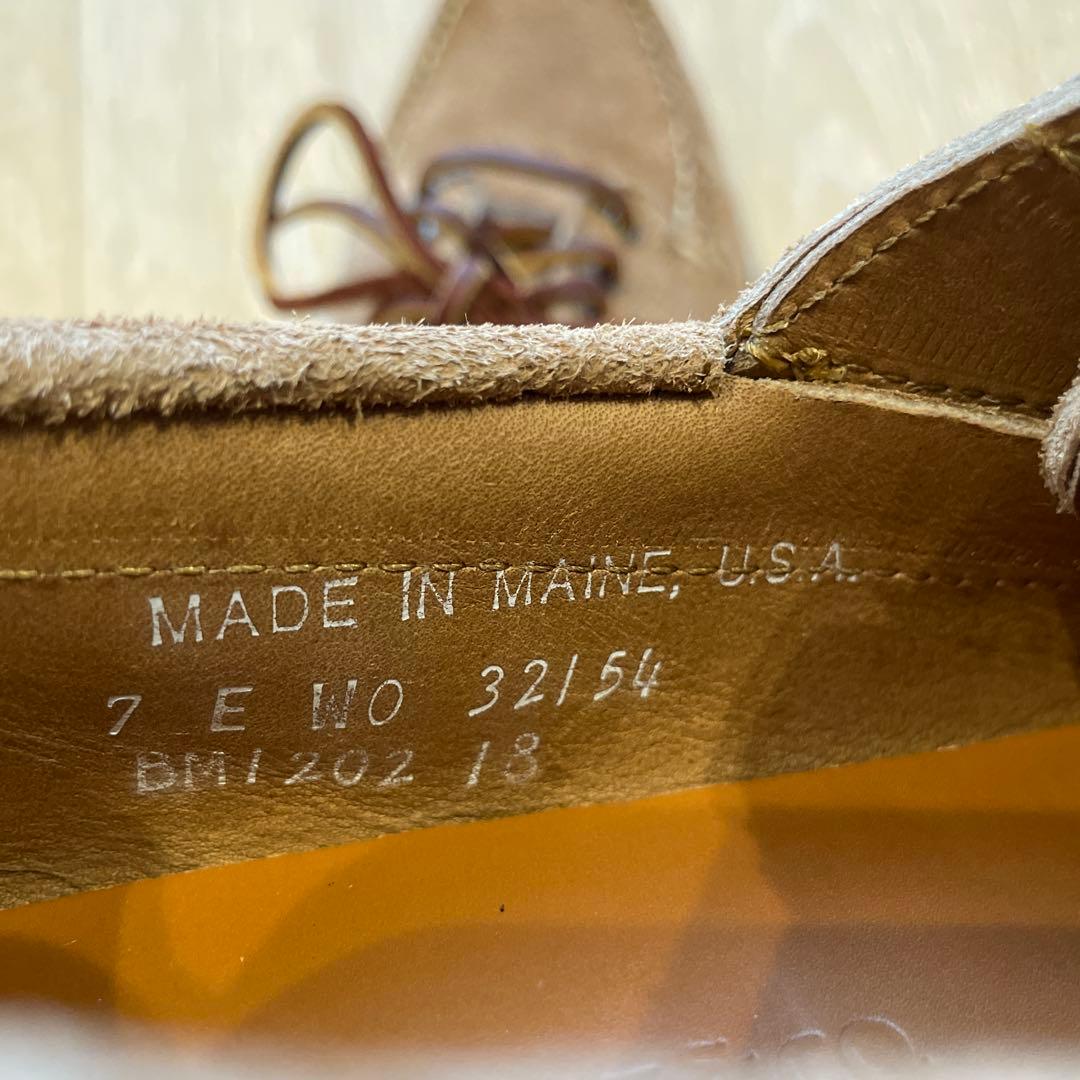 MADE IN MAINE, U.S.A.
7 E WO 32154
BM1202 18